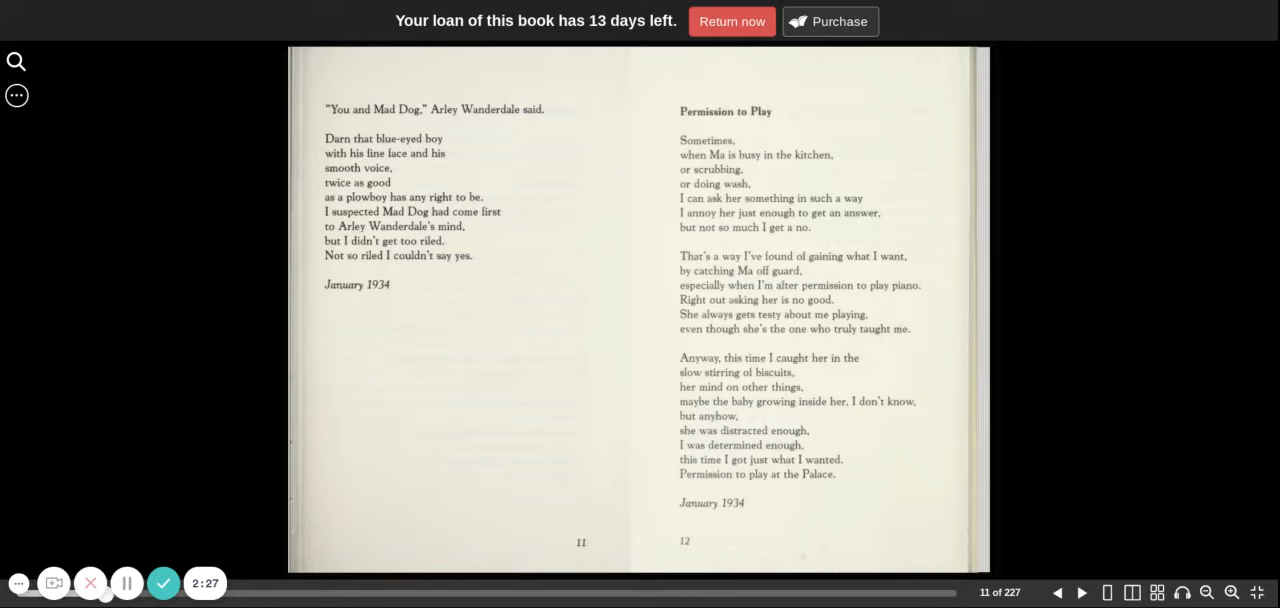 Your loan of this book has 13 days left.
Return now
Purchase
"You and Mad Dog," Arley Wanderdale said.
Darn that blue-eyed boy
with his fine face and his
smooth voice,
twice as good
as a plowboy has any right to be.
I suspected Mad Dog had come first
to Arley Wanderdale's mind,
but I didn't get too riled.
Not so riled I couldn't say yes.
January 1934
11
Permission to Play
Sometimes,
when Ma is busy in the kitchen,
or scrubbing,
or doing wash,
I can ask her something in such a way
I annoy her just enough to get an answer,
but not so much I get a no.
That's a way I've found of gaining what I want,
by catching Ma off guard,
especially when I'm after permission to play piano.
Right out asking her is no good.
She always gets testy about me playing,
even though she's the one who truly taught me.
Anyway, this time I caught her in the
slow stirring of biscuits,
her mind on other things,
maybe the baby growing inside her, I don't know,
but anyhow,
she was distracted enough,
I was determined enough,
this time I got just what I wanted.
Permission to play at the Palace.
January 1934
12
2:27
11 of 227